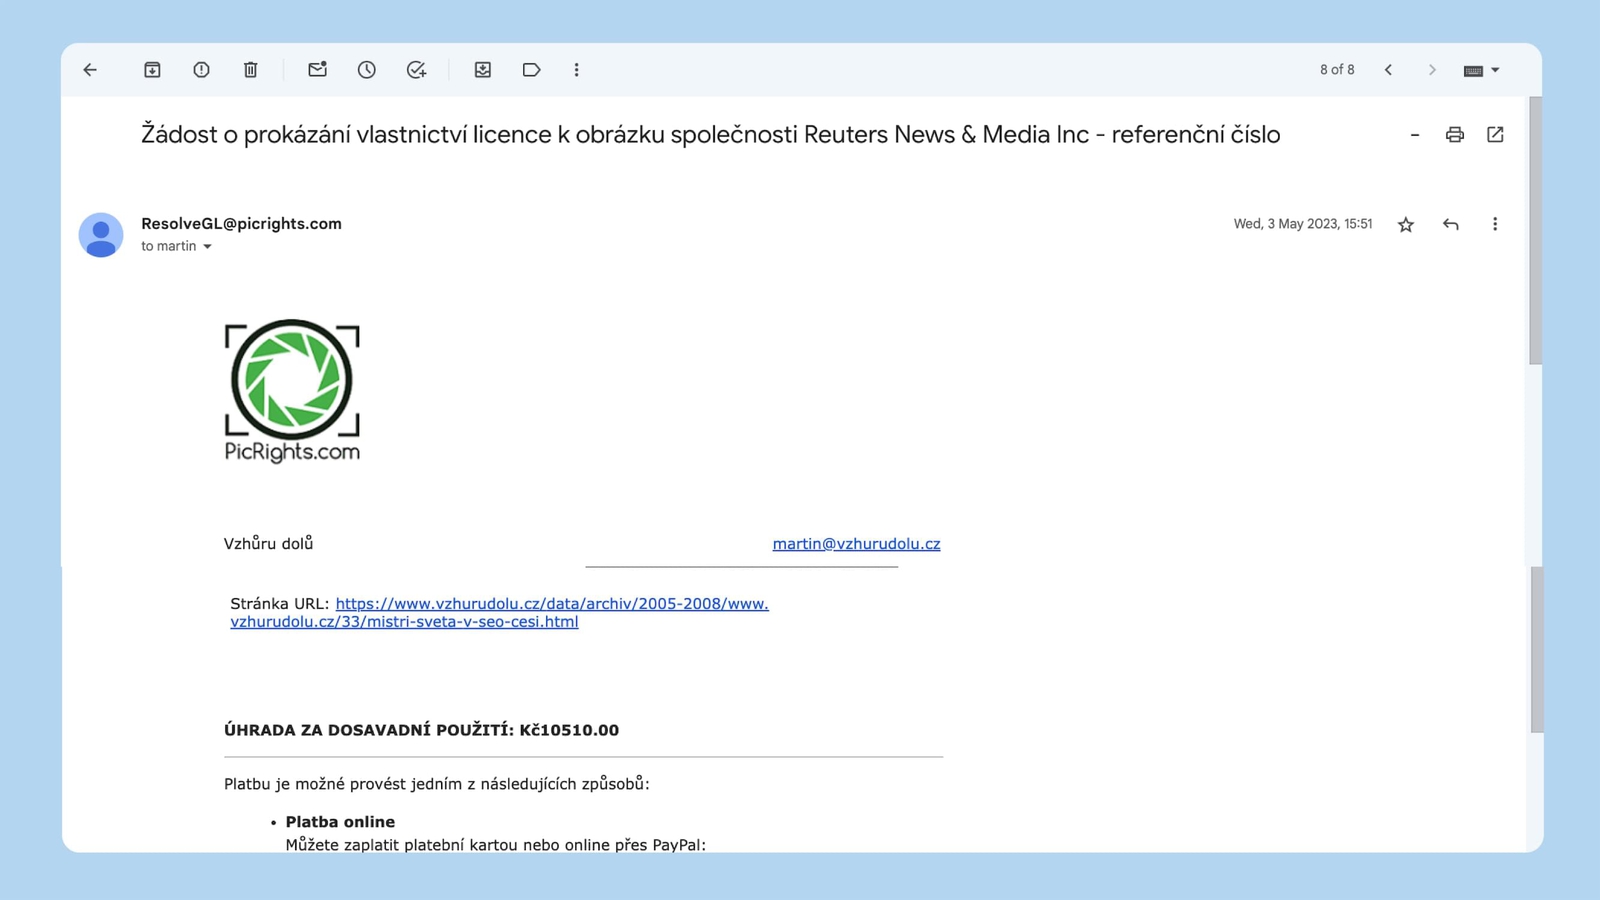 8 of 8
Žádost o prokázání vlastnictví licence k obrázku společnosti Reuters News & Media Inc - referenční číslo
ResolveGL@picrights.com
Wed, 3 May 2023, 15:51
to martin
PicRights.com
Vzhůru dolů
martin@vzhurudolu.cz
Stránka URL: https://www.vzhurudolu.cz/data/archiv/2005-2008/www.
vzhurudolu.cz/33/mistri-sveta-v-seo-cesi.html
ÚHRADA ZA DOSAVADNÍ POUŽITÍ: Kč10510.00
Platbu je možné provést jedním z následujících způsobů:
• Platba online
Můžete zaplatit platební kartou nebo online přes PayPal: